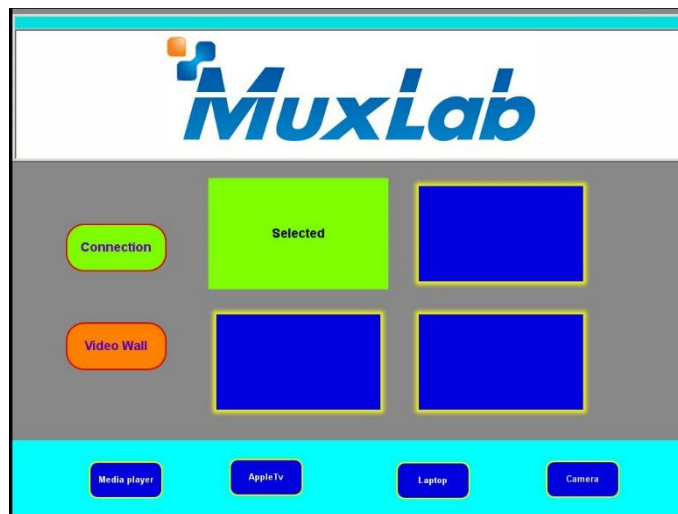 MuxLab
Selected
Connection
Video Wall
Media player
AppleTv
Laptop
Camera